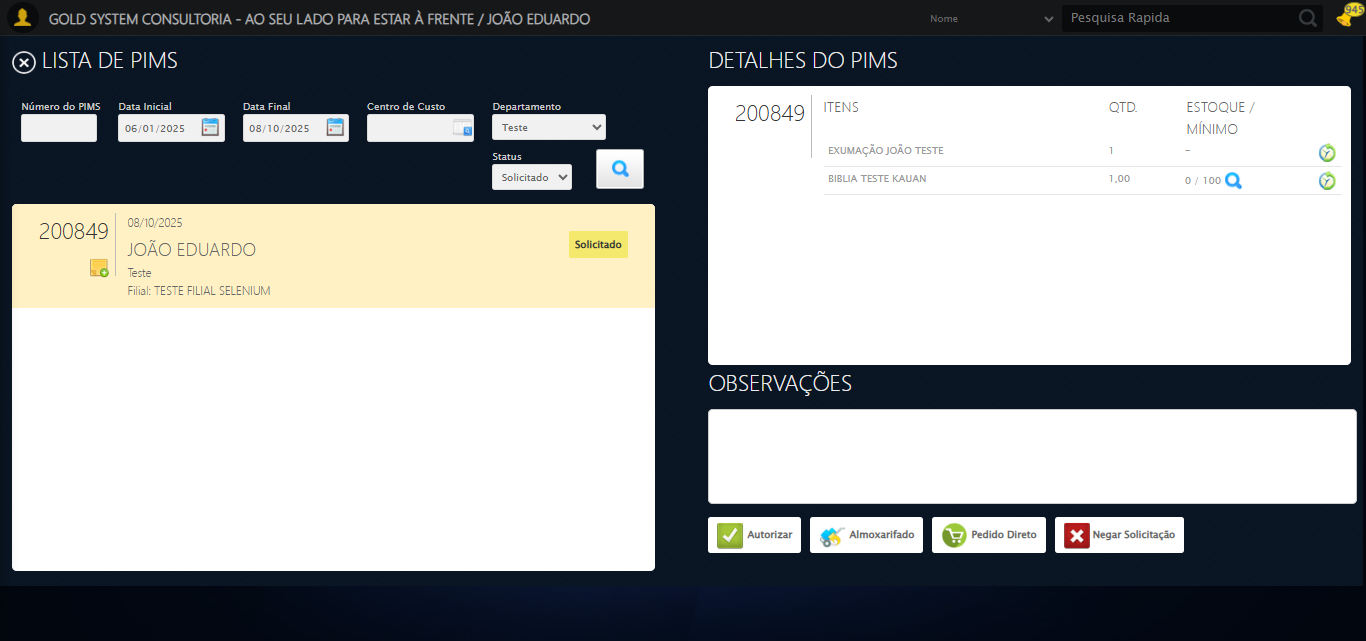 GOLD SYSTEM CONSULTORIA - AO SEU LADO PARA ESTAR À FRENTE / JOÃO EDUARDO
Nome
Pesquisa Rapida
945
LISTA DE PIMS
Número do PIMS
Data Inicial
Data Final
Centro de Custo
Departamento
06/01/2025
08/10/2025
Teste
Status
Solicitado
200849
08/10/2025
JOÃO EDUARDO
Solicitado
Teste
Filial: TESTE FILIAL SELENIUM
DETALHES DO PIMS
200849
ITENS
QTD.
ESTOQUE /
MÍNIMO
EXUMAÇÃO JOÃO TESTE
1
–
BIBLIA TESTE KAUAN
1,00
0 / 100
OBSERVAÇÕES
Autorizar
Almoxarifado
Pedido Direto
Negar Solicitação